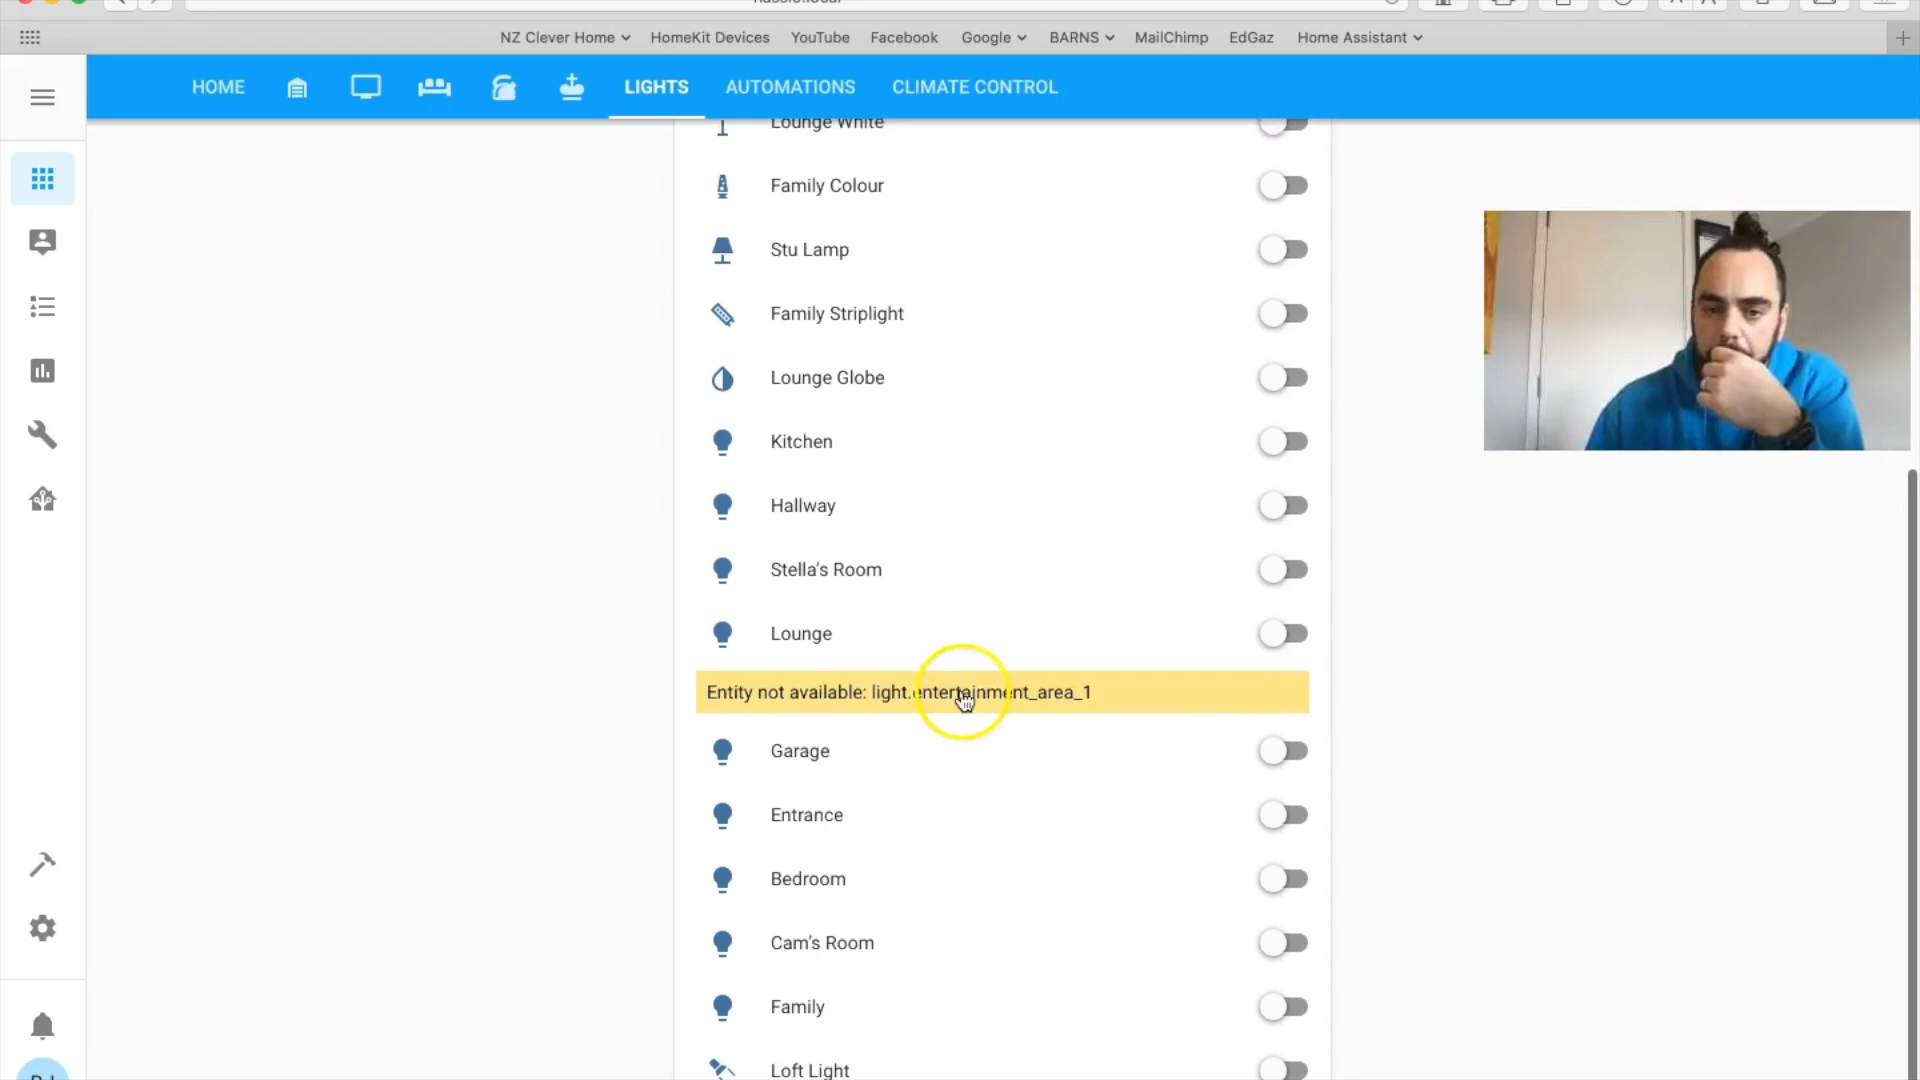 NZ Clever Home HomeKit Devices YouTube Facebook Google BARNS MailChimp EdGaz Home Assistant
HOME LIGHTS AUTOMATIONS CLIMATE CONTROL
Lounge White
Family Colour
Stu Lamp
Family Striplight
Lounge Globe
Kitchen
Hallway
Stella's Room
Lounge
Entity not available: light.entertainment_area_1
Garage
Entrance
Bedroom
Cam's Room
Family
Loft Light